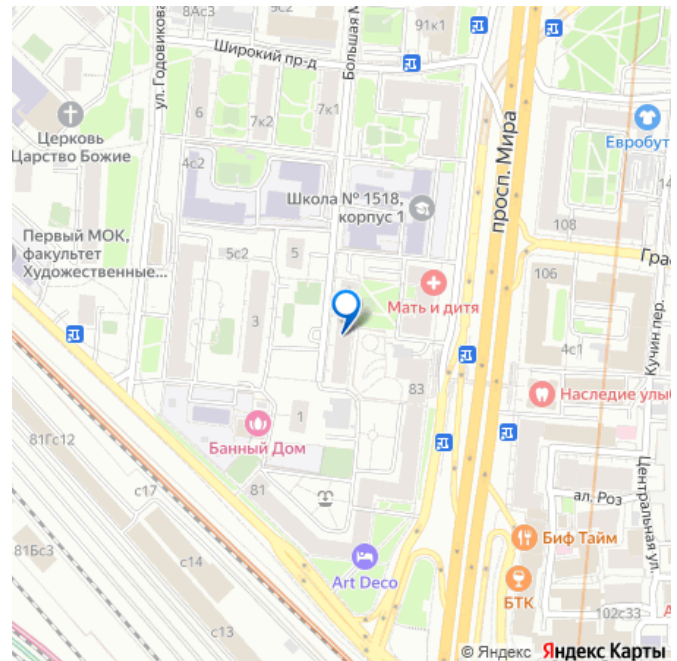 8Ас3
9с2
91к1
Широкий пр-д
Большая М
ул. Годовикова
6
7к2
7к1
Церковь
Царство Божие
4с2
Евробут
просп. Мира
Школа № 1518,
корпус 1
14
108
Гра
Первый МОК,
факультет
Художественные...
5с2
5
Мать и дитя
106
3
4с1
Кучин пер.
83
Наследие улыб
1
81Гс12
Банный Дом
с17
81
ал. Роз
Центральная ул.
81Бс3
с14
Биф Тайм
Art Deco
БТК
102с33
А
с13
© Яндекс Яндекс Карты